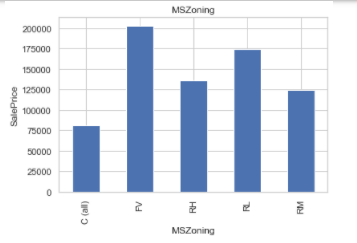 MSZoning
200000
175000
150000
125000
100000
75000
50000
25000
0
SalePrice
C (all)
FV
RH
RL
RM
MSZoning